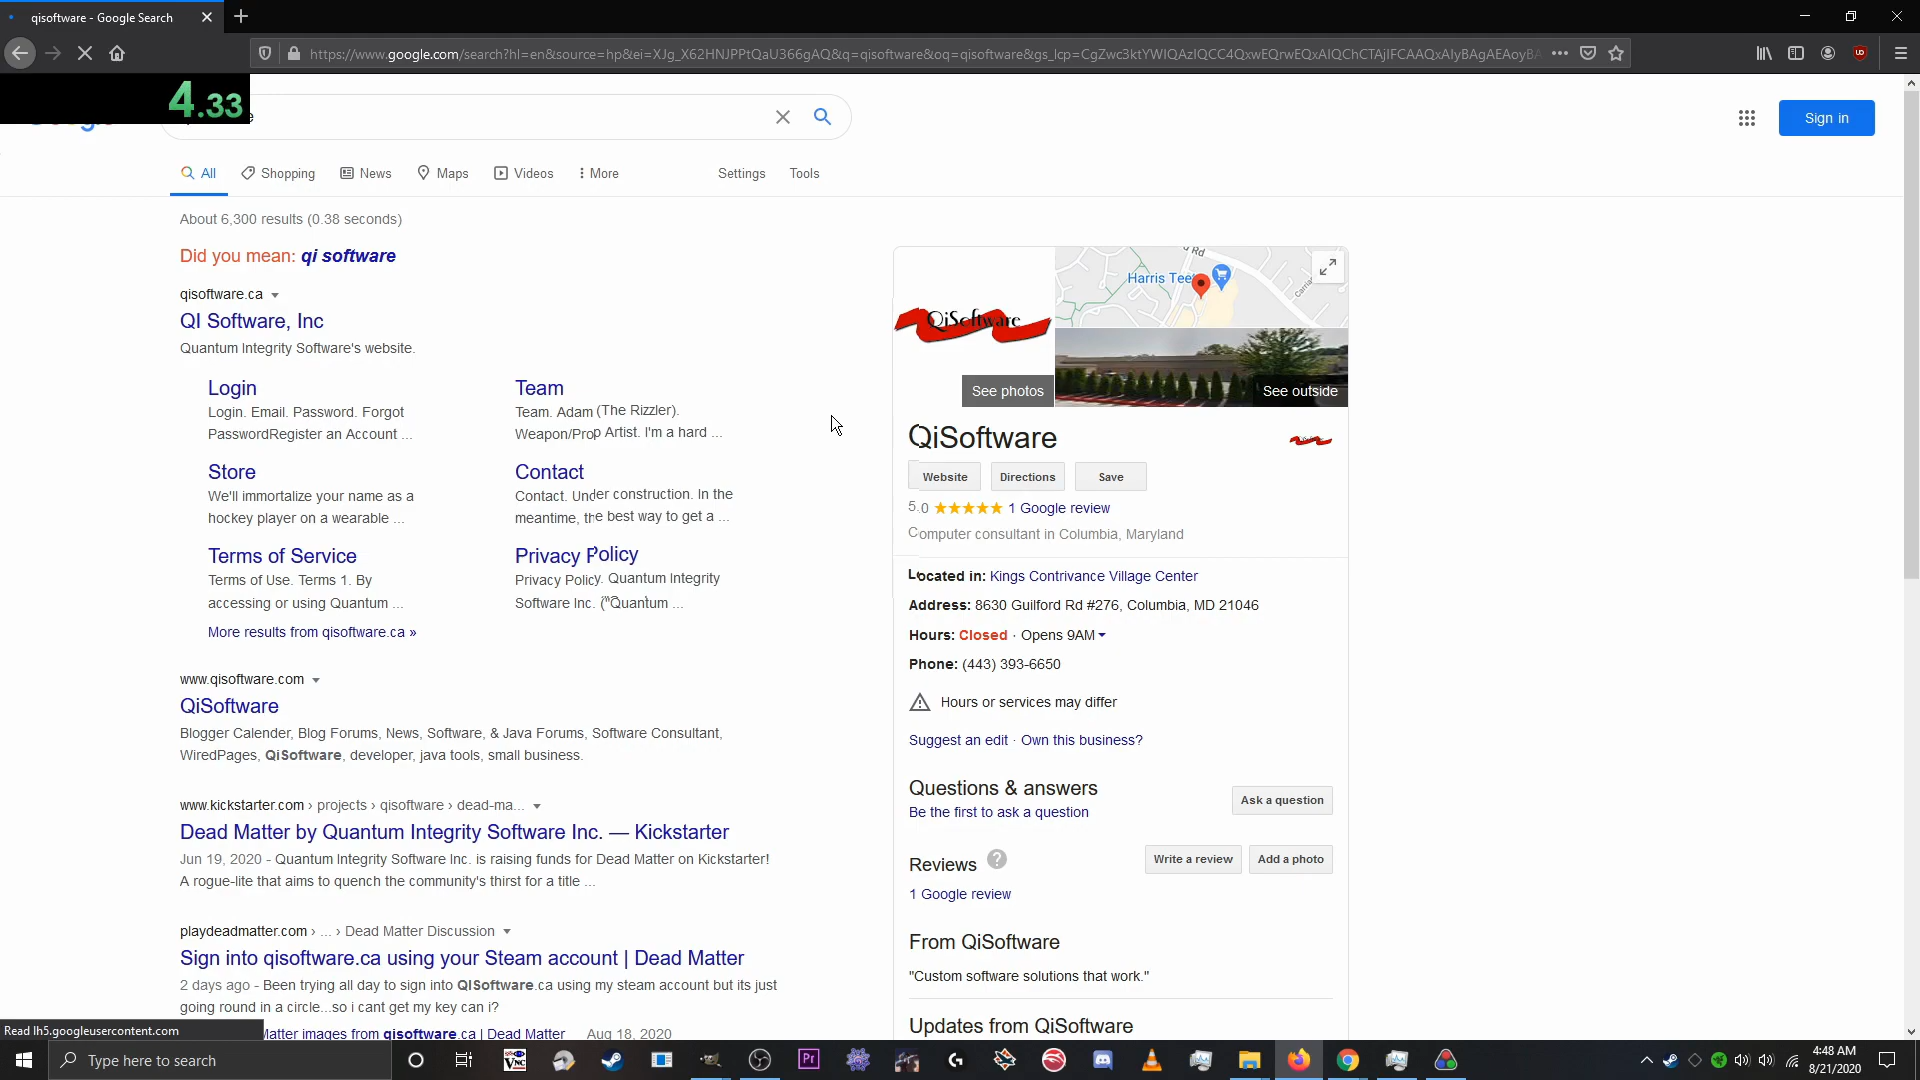 qisoftware - Google Search
https://www.google.com/search?hl=en&source=hp&ei=XJg_X62HNJPPtQaU366gAQ&q=qisoftware&oq=qisoftware&gs_lcp=CgZwc3ktYWIQAzIQCC4QxwEQrwEQxAIQChCTAjIFCAAQxAIyBAgAEAoyBA
4.33
Sign in
All
Shopping
News
Maps
Videos
More
Settings
Tools
About 6,300 results (0.38 seconds)
Did you mean: qi software
qisoftware.ca
QI Software, Inc
Quantum Integrity Software's website.
Login
Login. Email. Password. Forgot
PasswordRegister an Account ...
Team
Team. Adam (The Rizzler).
Weapon/Prop Artist. I'm a hard ...
Store
We'll immortalize your name as a
hockey player on a wearable ...
Contact
Contact. Under construction. In the
meantime, the best way to get a ...
Terms of Service
Terms of Use. Terms 1. By
accessing or using Quantum ...
Privacy Policy
Privacy Policy. Quantum Integrity
Software Inc. ("Quantum ...
More results from qisoftware.ca »
www.qisoftware.com
QiSoftware
Blogger Calender, Blog Forums, News, Software, & Java Forums, Software Consultant,
WiredPages, QiSoftware, developer, java tools, small business.
www.kickstarter.com › projects › qisoftware › dead-ma...
Dead Matter by Quantum Integrity Software Inc. — Kickstarter
Jun 19, 2020 - Quantum Integrity Software Inc. is raising funds for Dead Matter on Kickstarter!
A rogue-lite that aims to quench the community's thirst for a title ...
playdeadmatter.com › ... › Dead Matter Discussion
Sign into qisoftware.ca using your Steam account | Dead Matter
2 days ago - Been trying all day to sign into QISoftware.ca using my steam account but its just
going round in a circle...so i cant get my key can i?
Matter images from qisoftware.ca | Dead Matter Aug 18, 2020
QiSoftware
See photos
Rd
Harris Teet
See outside
QiSoftware
Website
Directions
Save
5.0
1 Google review
Computer consultant in Columbia, Maryland
Located in: Kings Contrivance Village Center
Address: 8630 Guilford Rd #276, Columbia, MD 21046
Hours: Closed · Opens 9AM
Phone: (443) 393-6650
Hours or services may differ
Suggest an edit · Own this business?
Questions & answers
Be the first to ask a question
Ask a question
Reviews
Write a review
Add a photo
1 Google review
From QiSoftware
"Custom software solutions that work."
Updates from QiSoftware
Read lh5.googleusercontent.com
Type here to search
Pr
4:48 AM
8/21/2020